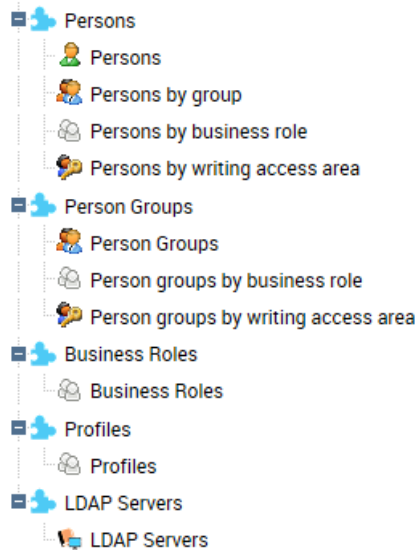 Persons
Persons
Persons by group
Persons by business role
Persons by writing access area
Person Groups
Person Groups
Person groups by business role
Person groups by writing access area
Business Roles
Business Roles
Profiles
Profiles
LDAP Servers
LDAP Servers